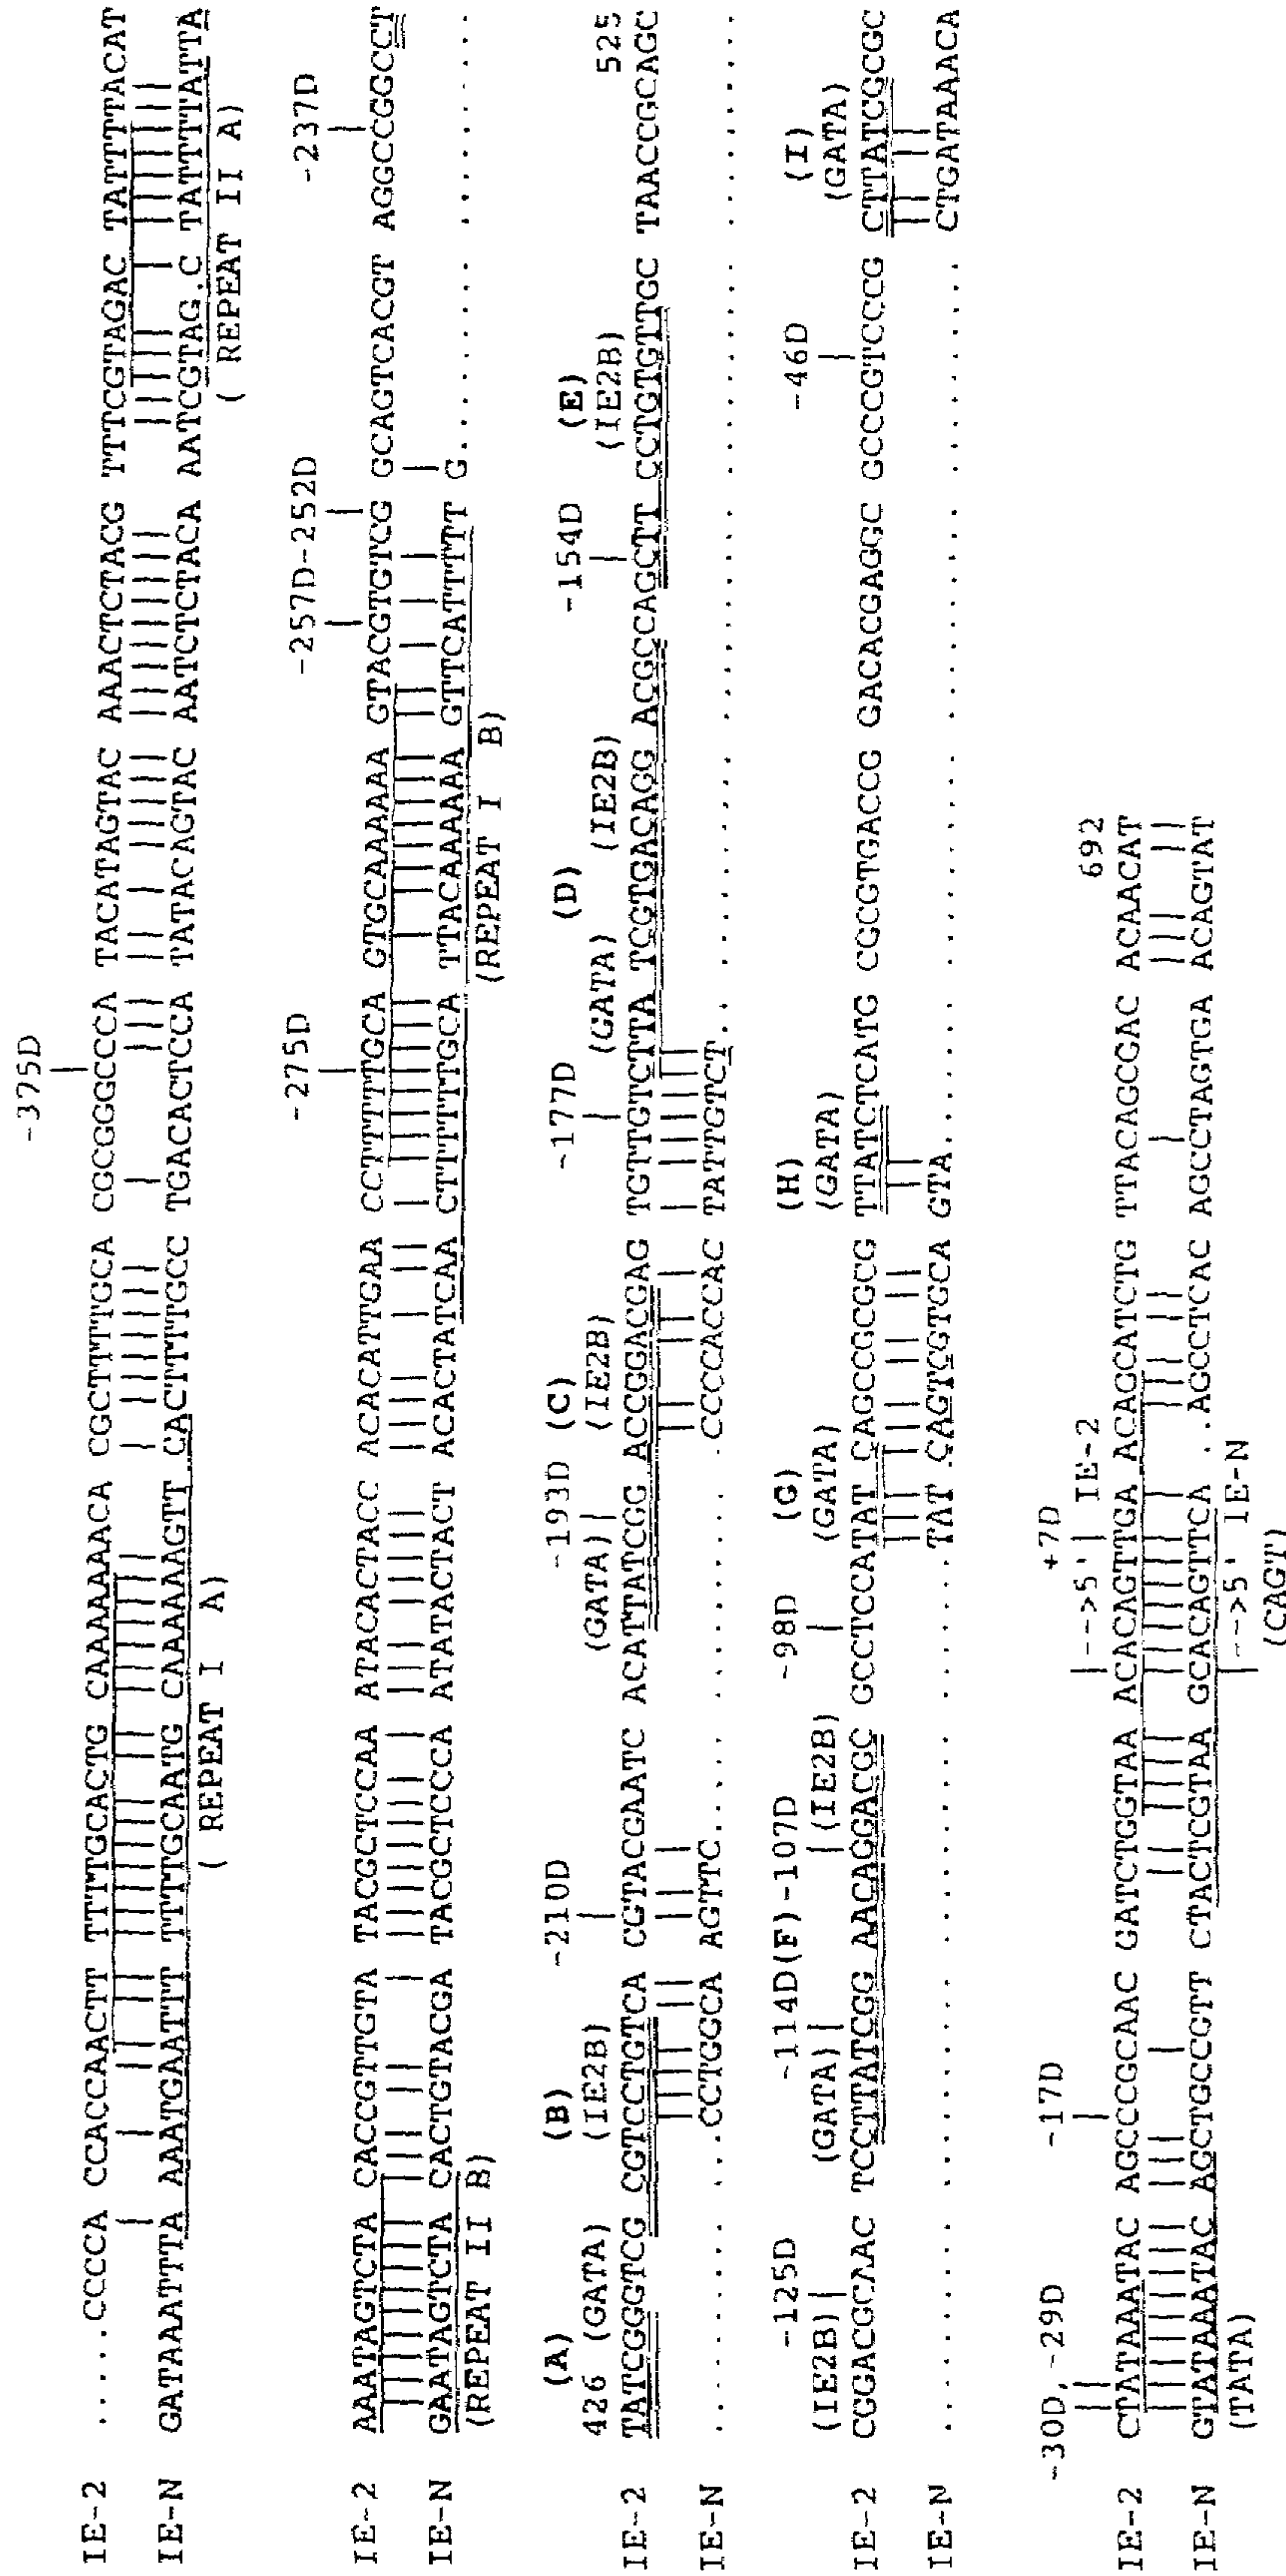 -375D
IE-2 .....CCCCA CCACCAACTT TTTTGCACTG CAAAAAAACA CGCTTTTGCA CGCGGGCCCA TACATAGTAC AAACTCTACG TTTCGTAGAC TATTTTACAT
IE-N GATAAATTTA AAATGAATTT TTTTGCAATG CAAAAAAGTT CACTTTTGCC TGACACTCCA TATACAGTAC AATCTCTACA AATCGTAG.C TATTTTATTA
( REPEAT I A) ( REPEAT II A)
-275D -257D-252D -237D
IE-2 AAATAGTCTA CACCGTTGTA TACGCTCCAA ATACACTACC ACACATTGAA CCTTTTTGCA GTGCAAAAAA GTACGTGTCG GCAGTCACGT AGGCCGGCCT
IE-N GAATAGTCTA CACTGTACGA TACGCTCCCA ATATACTACT ACACTATCAA CTTTTTTGCA TTACAAAAAA GTTCATTTTT G...................
(REPEAT II B) (REPEAT I B)
(A) (B) -210D -193D (C) -177D (D) -154D (E)
426 (GATA) (IE2B) (GATA) (IE2B) (GATA) (IE2B) (IE2B) 525
IE-2 TATCGGGTCG CGTCCTGTCA CGTACGAATC ACATTATCGG ACCGGACGAG TGTTGTCTTA TCGTGACAGG ACGCCAGCTT CCTGTGTTGC TAACCGCAGC
IE-N .............CCTGGCA AGTTC................CCCCACCAC TATTGTCT..
-125D -114D(F)-107D -98D (G) (H) -46D (I)
(IE2B) (GATA) (IE2B) (GATA) (GATA) (GATA)
IE-2 CGGACGCAAC TCCTTATCGG AACAGGACGC GCCTCCATAT CAGCCGCGCG TTATCTCATG CGCGTGACCG GACACGAGGC GCCCGTCCCG CTTATCGCGC
IE-N .....................................TAT CAGTCGTGCA GTA....................................... CTGATAAACA
-30D,-29D -17D +7D
|-->5' IE-2 692
IE-2 CTATAAATAC AGCCCGCAAC GATCTGGTAA ACACAGTTGA ACAGCATCTG TTACAGCGAC ACAACAT
IE-N GTATAAATAC AGCTGCCGTT CTACTCGTAA GCACAGTTCA ..AGCCTCAC AGCCTAGTGA ACAGTAT
(TATA) |-->5' IE-N
(CAGT)